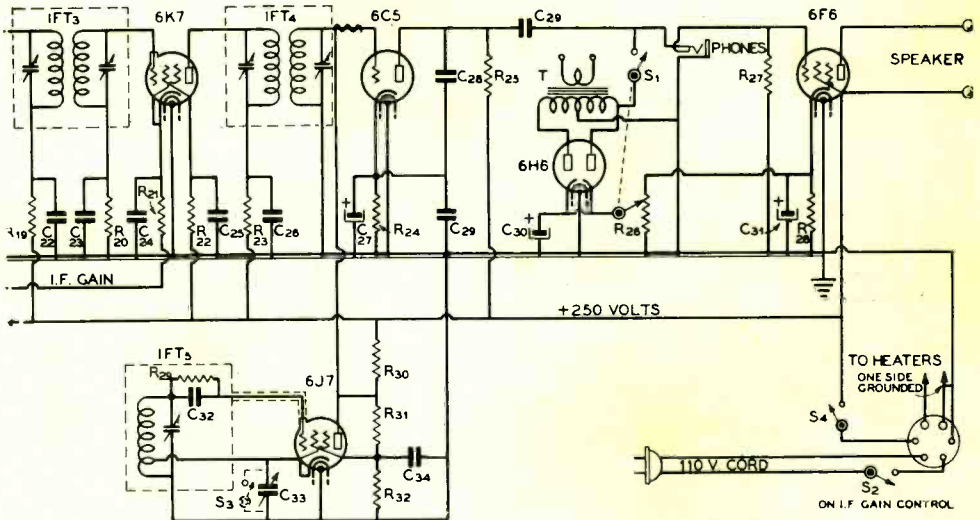 IFT3
6K7
IFT4
6C5
C29
6F6
PHONES
SPEAKER
T
S1
C28
R25
R27
6H6
R21
R19
C22
C23
R20
C24
R22
C25
R23
C26
C27
R24
C29
C30
R26
C31
R28
I.F. GAIN
+250 VOLTS
IFT5
R29
6J7
R30
C32
R31
TO HEATERS
ONE SIDE
GROUNDED
S4
S3
C33
R32
C34
110 V. CORD
S2
ON I.F GAIN CONTROL